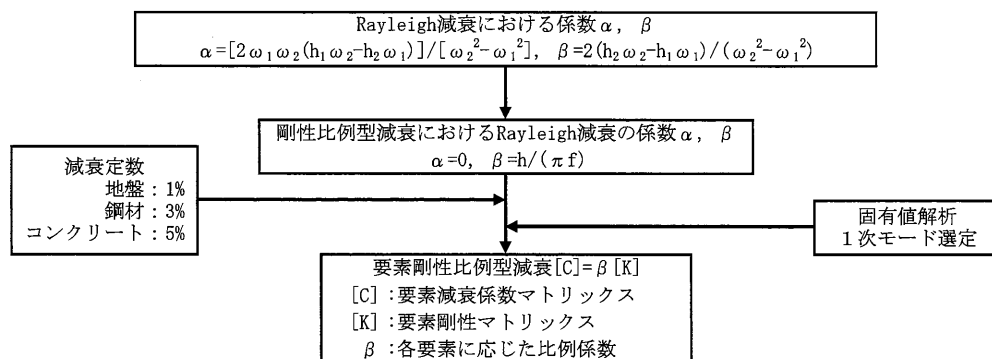 Rayleigh減衰における係数α, β
α=[2ω₁ω₂(h₁ω₂-h₂ω₁)]/[ω₂²-ω₁²], β=2(h₂ω₂-h₁ω₁)/(ω₂²-ω₁²)
剛性比例型減衰におけるRayleigh減衰の係数α, β
α=0, β=h/(πf)
減衰定数
地盤：1%
鋼材：3%
コンクリート：5%
固有値解析
１次モード選定
要素剛性比例型減衰[C]=β[K]
[C]：要素減衰係数マトリックス
[K]：要素剛性マトリックス
β：各要素に応じた比例係数